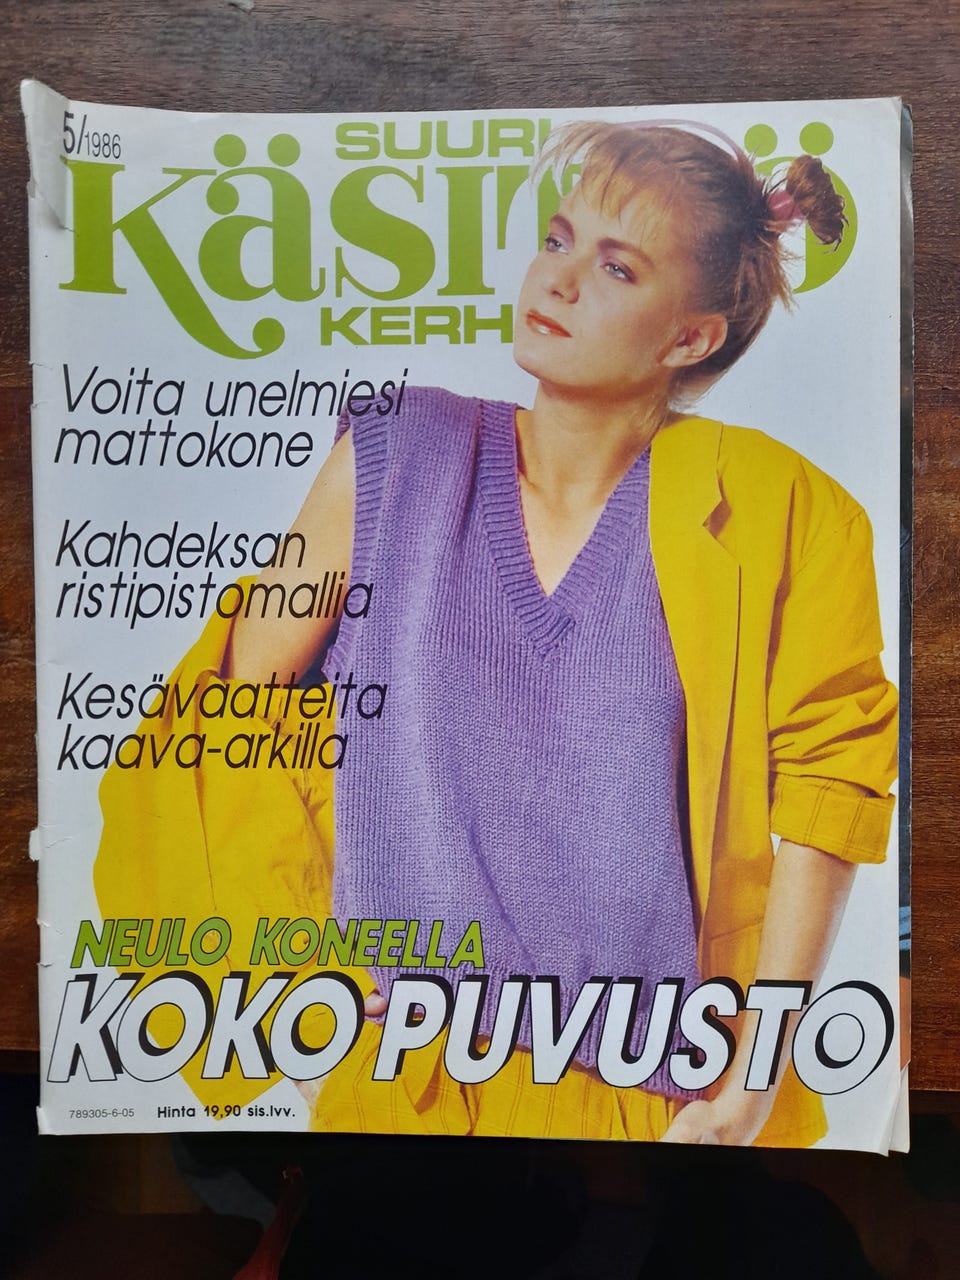 5/1986
SUURI
KÄSITYÖ
KERH
Voita unelmiesi
mattokone
Kahdeksan
ristipistomallia
Kesävaatteita
kaava-arkilla
NEULO KONEELLA
KOKO PUVUSTO
789305-6-05 Hinta 19,90 sis.lvv.